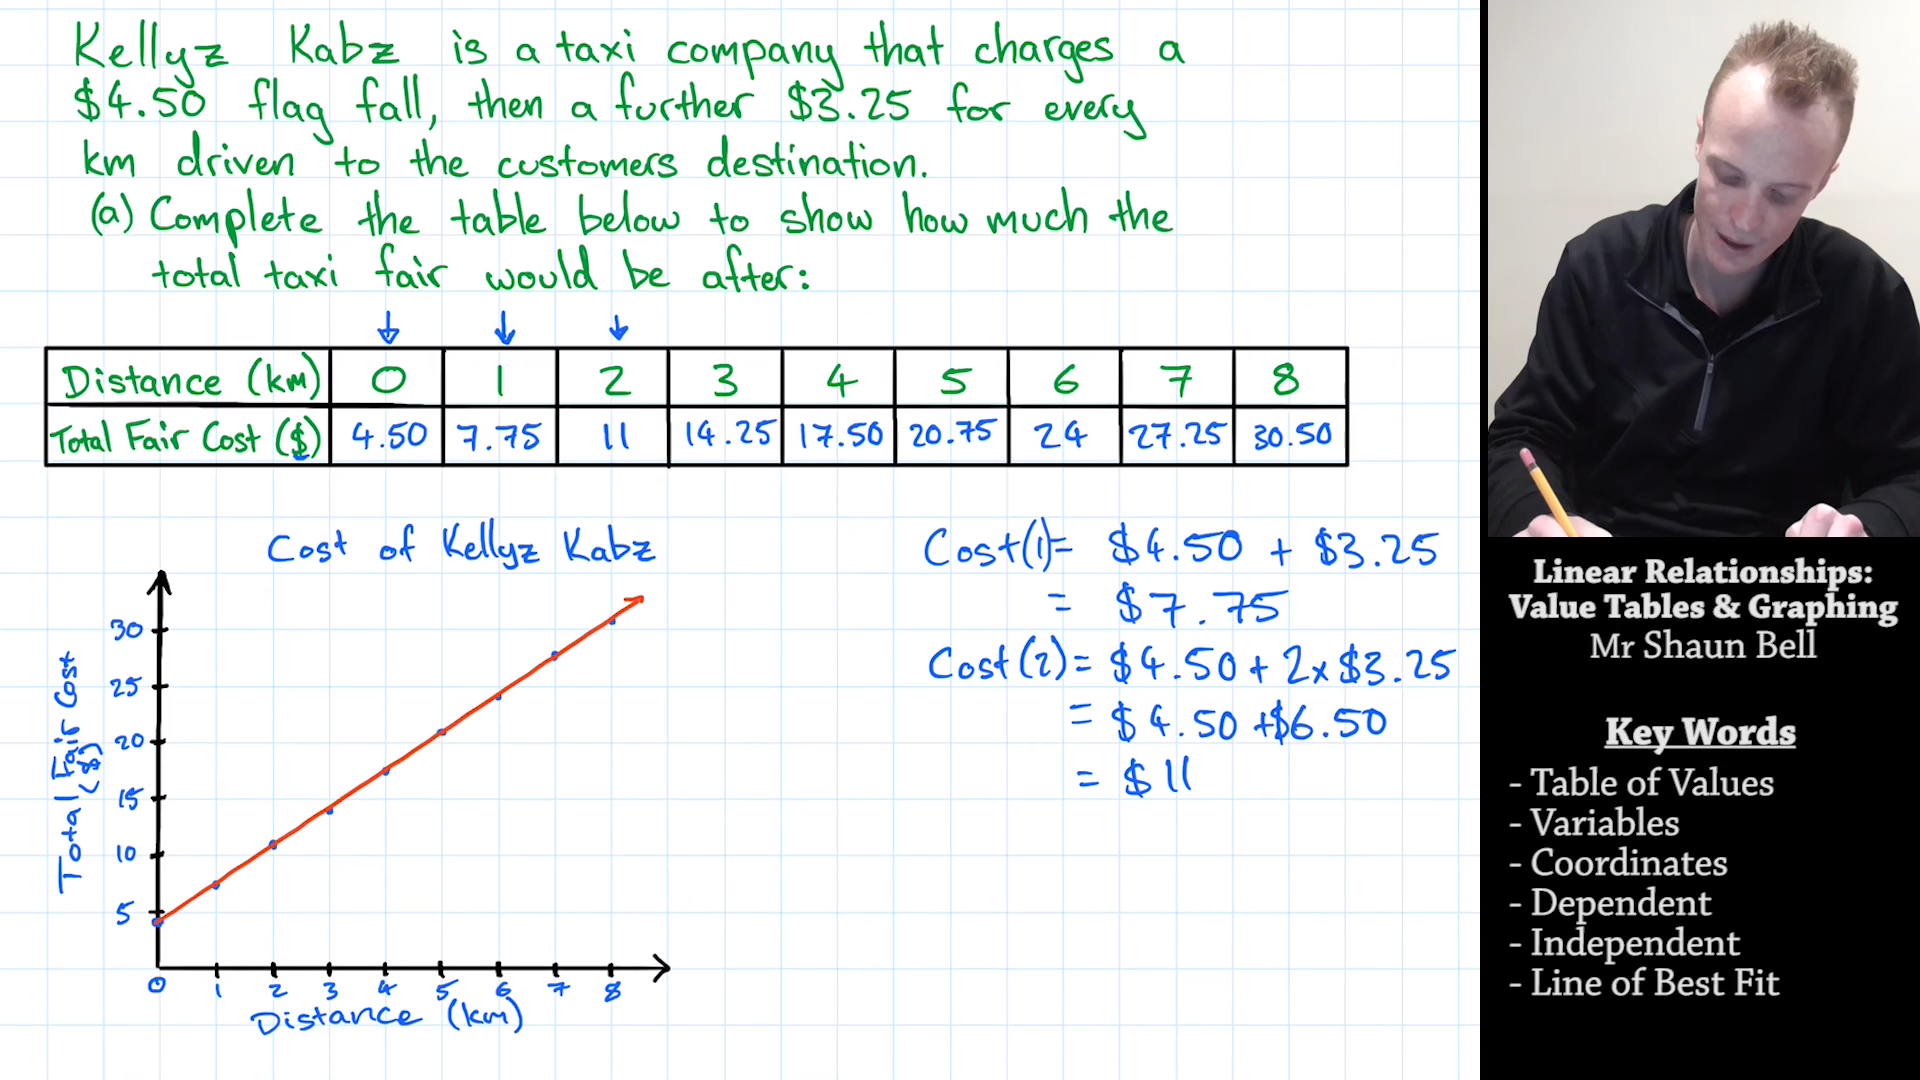 Kellyz Kabz is a taxi company that charges a
$4.50 flag fall, then a further $3.25 for every
km driven to the customers destination.
(a) Complete the table below to show how much the
total taxi fair would be after:
Distance (km) 0 1 2 3 4 5 6 7 8
Total Fair Cost ($) 4.50 7.75 11 14.25 17.50 20.75 24 27.25 30.50
Cost of Kellyz Kabz
Total Fair Cost
($)
30
25
20
15
10
5
0 1 2 3 4 5 6 7 8
Distance (km)
Cost(1)= $4.50 + $3.25
= $7.75
Cost(2)= $4.50 + 2x$3.25
= $4.50 + $6.50
= $11
Linear Relationships:
Value Tables & Graphing
Mr Shaun Bell
Key Words
- Table of Values
- Variables
- Coordinates
- Dependent
- Independent
- Line of Best Fit